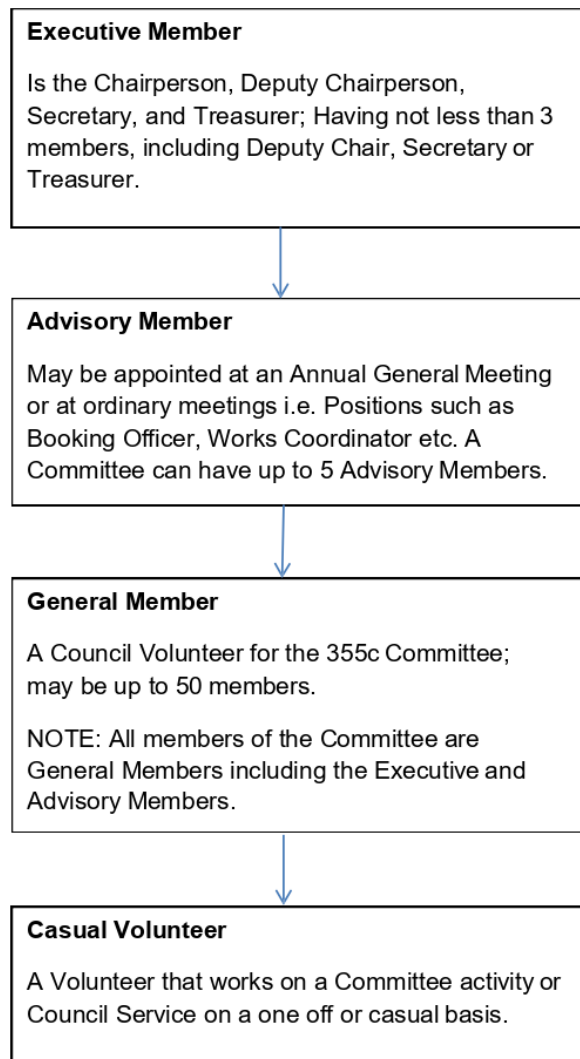 Executive Member
Is the Chairperson, Deputy Chairperson,
Secretary, and Treasurer; Having not less than 3
members, including Deputy Chair, Secretary or
Treasurer.
Advisory Member
May be appointed at an Annual General Meeting
or at ordinary meetings i.e. Positions such as
Booking Officer, Works Coordinator etc. A
Committee can have up to 5 Advisory Members.
General Member
A Council Volunteer for the 355c Committee;
may be up to 50 members.
NOTE: All members of the Committee are
General Members including the Executive and
Advisory Members.
Casual Volunteer
A Volunteer that works on a Committee activity or
Council Service on a one off or casual basis.